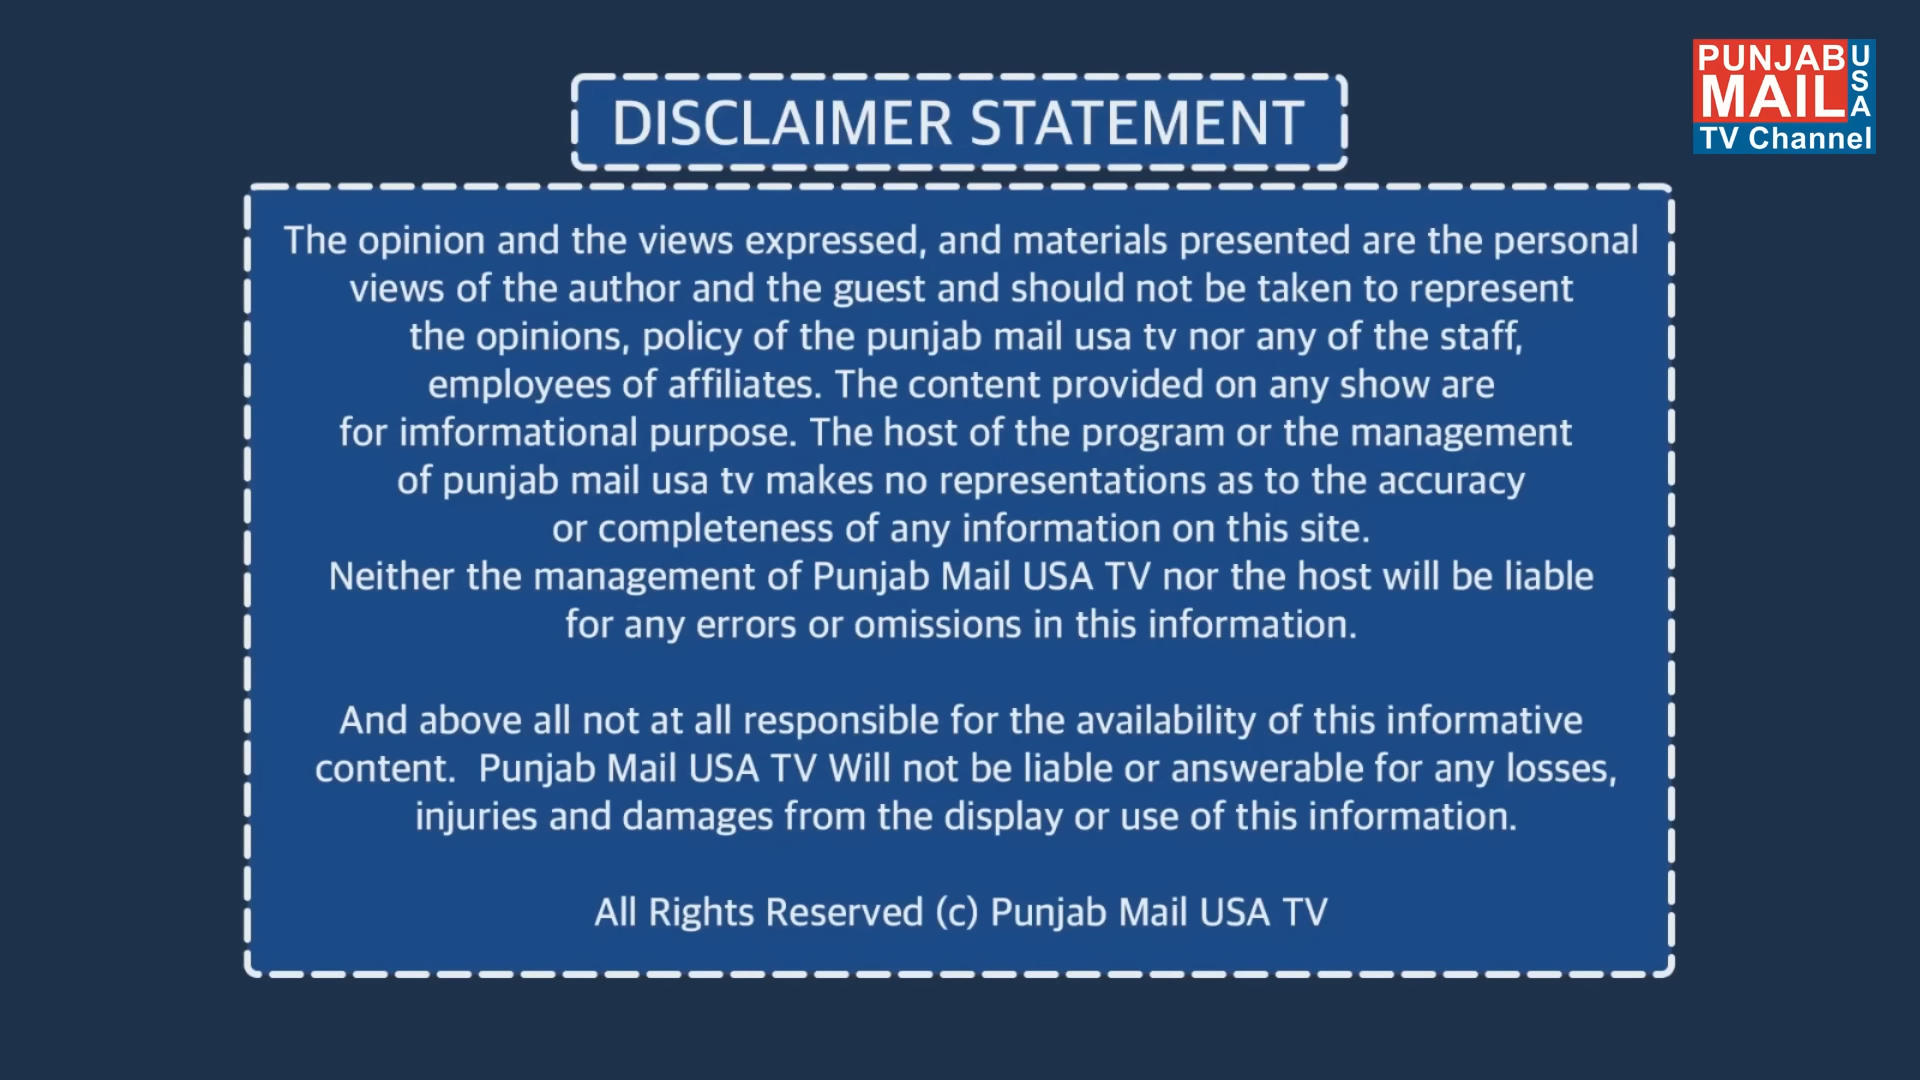 PUNJAB USA
MAIL
TV Channel
DISCLAIMER STATEMENT
The opinion and the views expressed, and materials presented are the personal
views of the author and the guest and should not be taken to represent
the opinions, policy of the punjab mail usa tv nor any of the staff,
employees of affiliates. The content provided on any show are
for imformational purpose. The host of the program or the management
of punjab mail usa tv makes no representations as to the accuracy
or completeness of any information on this site.
Neither the management of Punjab Mail USA TV nor the host will be liable
for any errors or omissions in this information.
And above all not at all responsible for the availability of this informative
content.  Punjab Mail USA TV Will not be liable or answerable for any losses,
injuries and damages from the display or use of this information.
All Rights Reserved (c) Punjab Mail USA TV